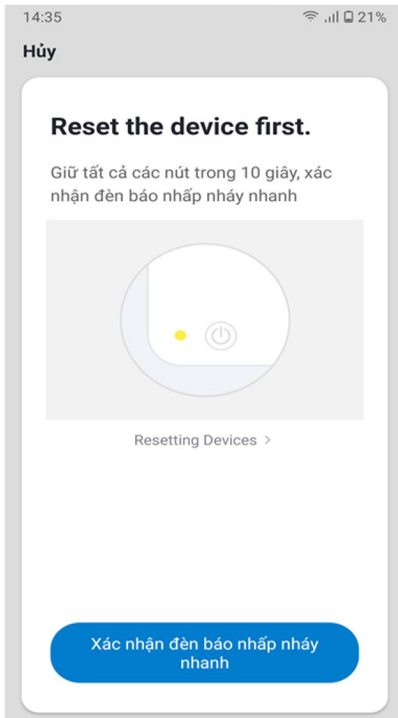 14:35
21%
Hủy
Reset the device first.
Giữ tất cả các nút trong 10 giây, xác
nhận đèn báo nhấp nháy nhanh
Resetting Devices >
Xác nhận đèn báo nhấp nháy
nhanh